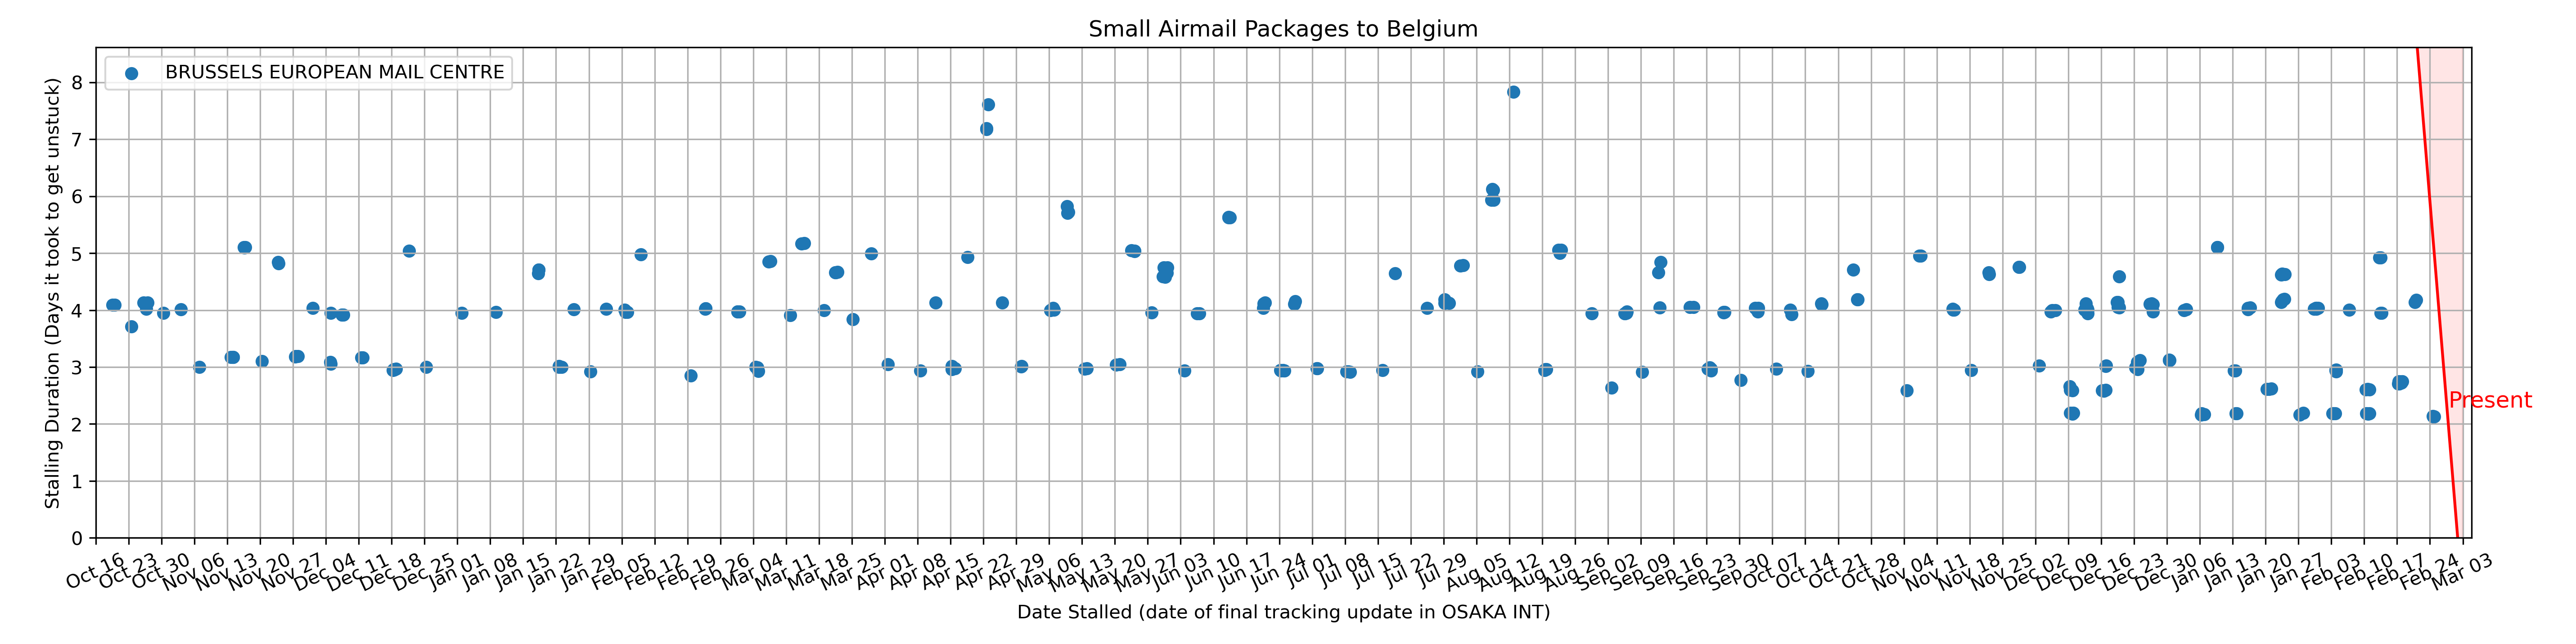 Small Airmail Packages to Belgium
BRUSSELS EUROPEAN MAIL CENTRE
Stalling Duration (Days it took to get unstuck)
8
7
6
5
4
3
2
1
0
Present
Oct 16
Oct 23
Oct 30
Nov 06
Nov 13
Nov 20
Nov 27
Dec 04
Dec 11
Dec 18
Dec 25
Jan 01
Jan 08
Jan 15
Jan 22
Jan 29
Feb 05
Feb 12
Feb 19
Feb 26
Mar 04
Mar 11
Mar 18
Mar 25
Apr 01
Apr 08
Apr 15
Apr 22
Apr 29
May 06
May 13
May 20
May 27
Jun 03
Jun 10
Jun 17
Jun 24
Jul 01
Jul 08
Jul 15
Jul 22
Jul 29
Aug 05
Aug 12
Aug 19
Aug 26
Sep 02
Sep 09
Sep 16
Sep 23
Sep 30
Oct 07
Oct 14
Oct 21
Oct 28
Nov 04
Nov 11
Nov 18
Nov 25
Dec 02
Dec 09
Dec 16
Dec 23
Dec 30
Jan 06
Jan 13
Jan 20
Jan 27
Feb 03
Feb 10
Feb 17
Feb 24
Mar 03
Date Stalled (date of final tracking update in OSAKA INT)